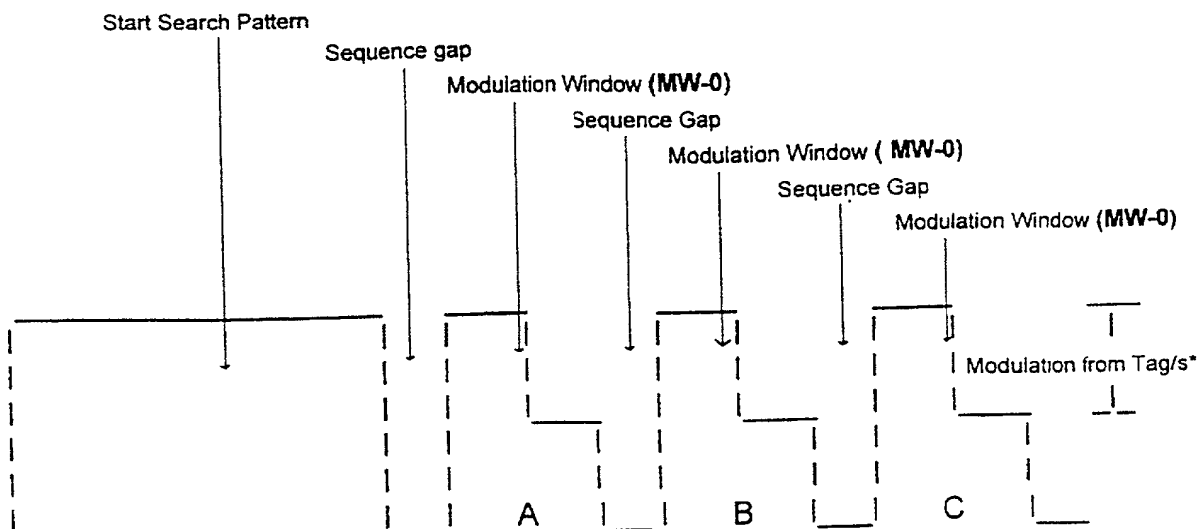 Start Search Pattern
Sequence gap
Modulation Window (MW-0)
Sequence Gap
Modulation Window ( MW-0)
Sequence Gap
Modulation Window (MW-0)
Modulation from Tag/s*
A
B
C